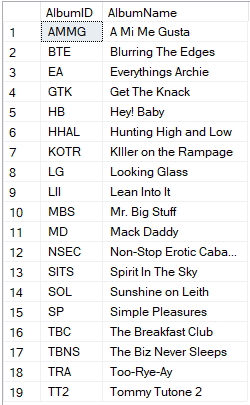 AlbumID AlbumName
1 AMMG A Mi Me Gusta
2 BTE Blurring The Edges
3 EA Everythings Archie
4 GTK Get The Knack
5 HB Hey! Baby
6 HHAL Hunting High and Low
7 KOTR KIller on the Rampage
8 LG Looking Glass
9 LII Lean Into It
10 MBS Mr. Big Stuff
11 MD Mack Daddy
12 NSEC Non-Stop Erotic Caba...
13 SITS Spirit In The Sky
14 SOL Sunshine on Leith
15 SP Simple Pleasures
16 TBC The Breakfast Club
17 TBNS The Biz Never Sleeps
18 TRA Too-Rye-Ay
19 TT2 Tommy Tutone 2